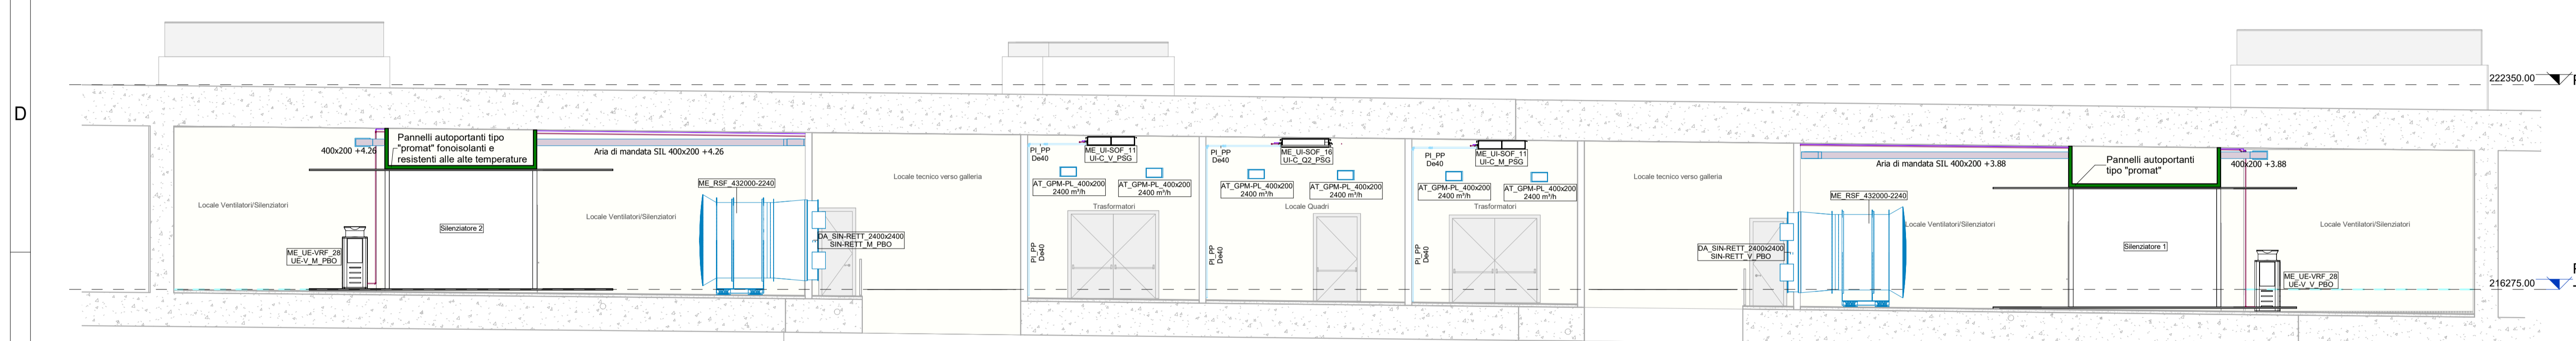 D
222350.00
216275.00
Locale Ventilatori/Silenziatori
400x200 +4.26
Pannelli autoportanti tipo
"promat" fonoisolanti e
resistenti alle alte temperature
Aria di mandata SIL 400x200 +4.26
ME_UE-VRF_28
UE-V_M_PBO
Silenziatore 2
Locale Ventilatori/Silenziatori
ME_RSF_432000-2240
DA_SIN-RETT_2400x2400
SIN-RETT_M_PBO
Locale tecnico verso galleria
PI_PP
De40
ME_UI-SOF_11
UI-C_V_PSG
AT_GPM-PL_400x200
2400 m³/h
AT_GPM-PL_400x200
2400 m³/h
Trasformatori
PI_PP
De40
PI_PP
De40
ME_UI-SOF_16
UI-C_Q2_PSG
AT_GPM-PL_400x200
2400 m³/h
AT_GPM-PL_400x200
2400 m³/h
Locale Quadri
PI_PP
De40
PI_PP
De40
ME_UI-SOF_11
UI-C_M_PSG
AT_GPM-PL_400x200
2400 m³/h
AT_GPM-PL_400x200
2400 m³/h
Trasformatori
PI_PP
De40
Locale tecnico verso galleria
DA_SIN-RETT_2400x2400
SIN-RETT_V_PBO
ME_RSF_432000-2240
Aria di mandata SIL 400x200 +3.88
Locale Ventilatori/Silenziatori
Pannelli autoportanti
tipo "promat"
Silenziatore 1
400x200 +3.88
Locale Ventilatori/Silenziatori
ME_UE-VRF_28
UE-V_V_PBO